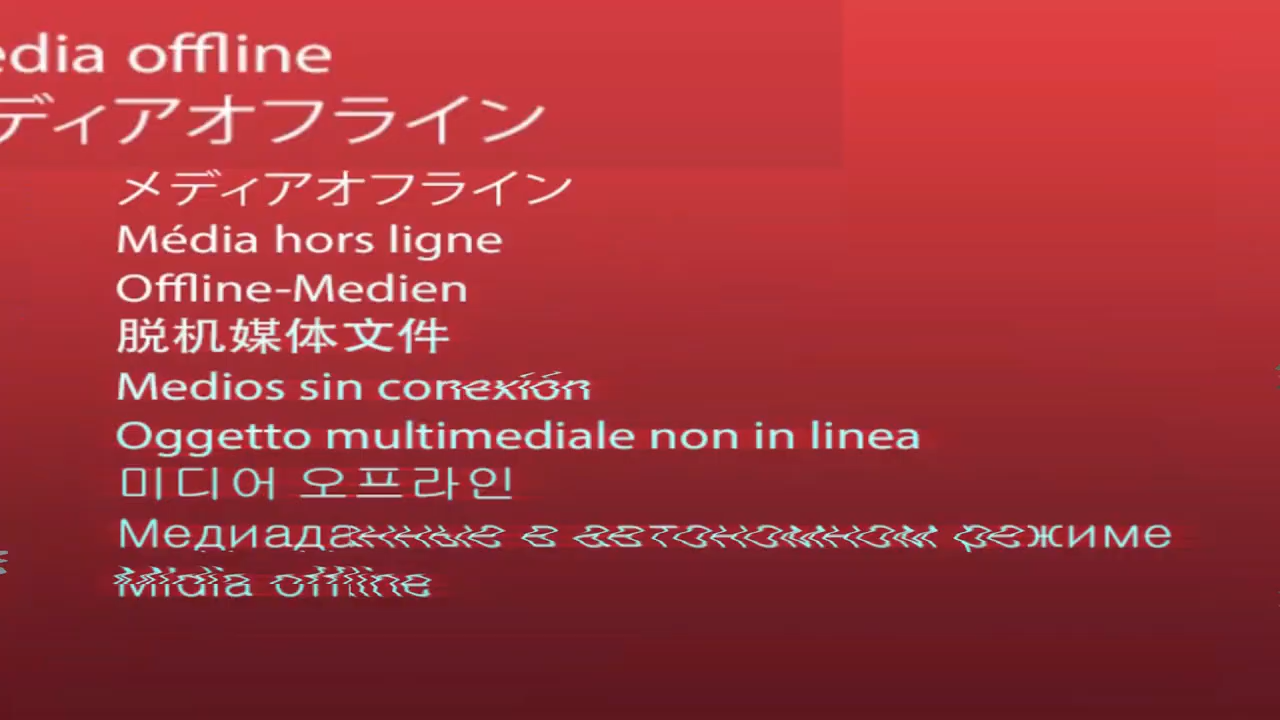 edia offline
ディアオフライン
メディアオフライン
Média hors ligne
Offline-Medien
脱机媒体文件
Medios sin conexión
Oggetto multimediale non in linea
미디어 오프라인
Медиаданные в автономном режиме
Mídia offline